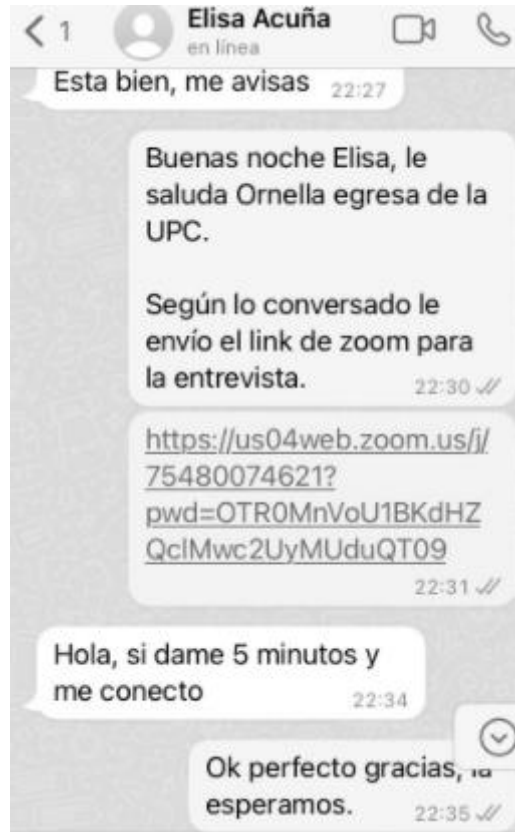 1
Elisa Acuña
en línea
Esta bien, me avisas 22:27
Buenas noche Elisa, le
saluda Ornella egresa de la
UPC.
Según lo conversado le
envío el link de zoom para
la entrevista. 22:30
https://us04web.zoom.us/j/
75480074621?
pwd=OTR0MnVoU1BKdHZ
QclMwc2UyMUduQT09
22:31
Hola, si dame 5 minutos y
me conecto 22:34
Ok perfecto gracias, la
esperamos. 22:35